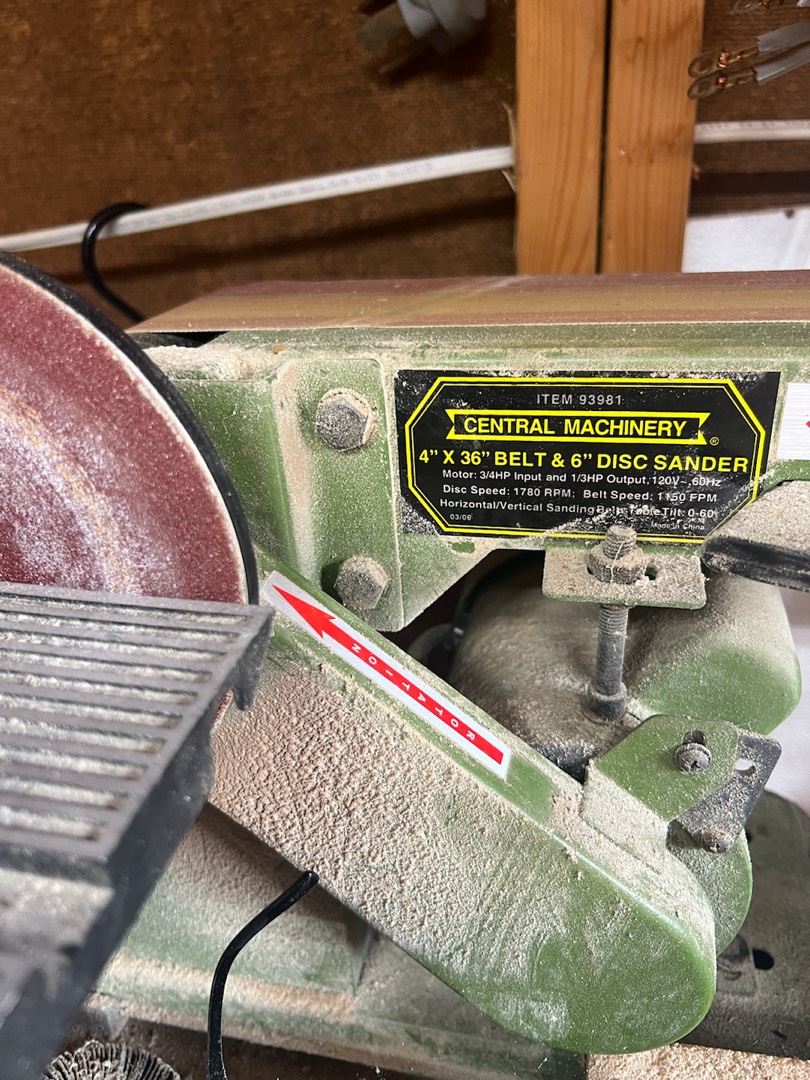 ITEM 93981
CENTRAL MACHINERY
®
4" X 36" BELT & 6" DISC SANDER
Motor: 3/4HP Input and 1/3HP Output, 120V~, 60Hz
Disc Speed: 1780 RPM; Belt Speed: 1150 FPM
Horizontal/Vertical Sanding Belt; Table Tilt: 0-60
03/06
Made in China
ROTATION